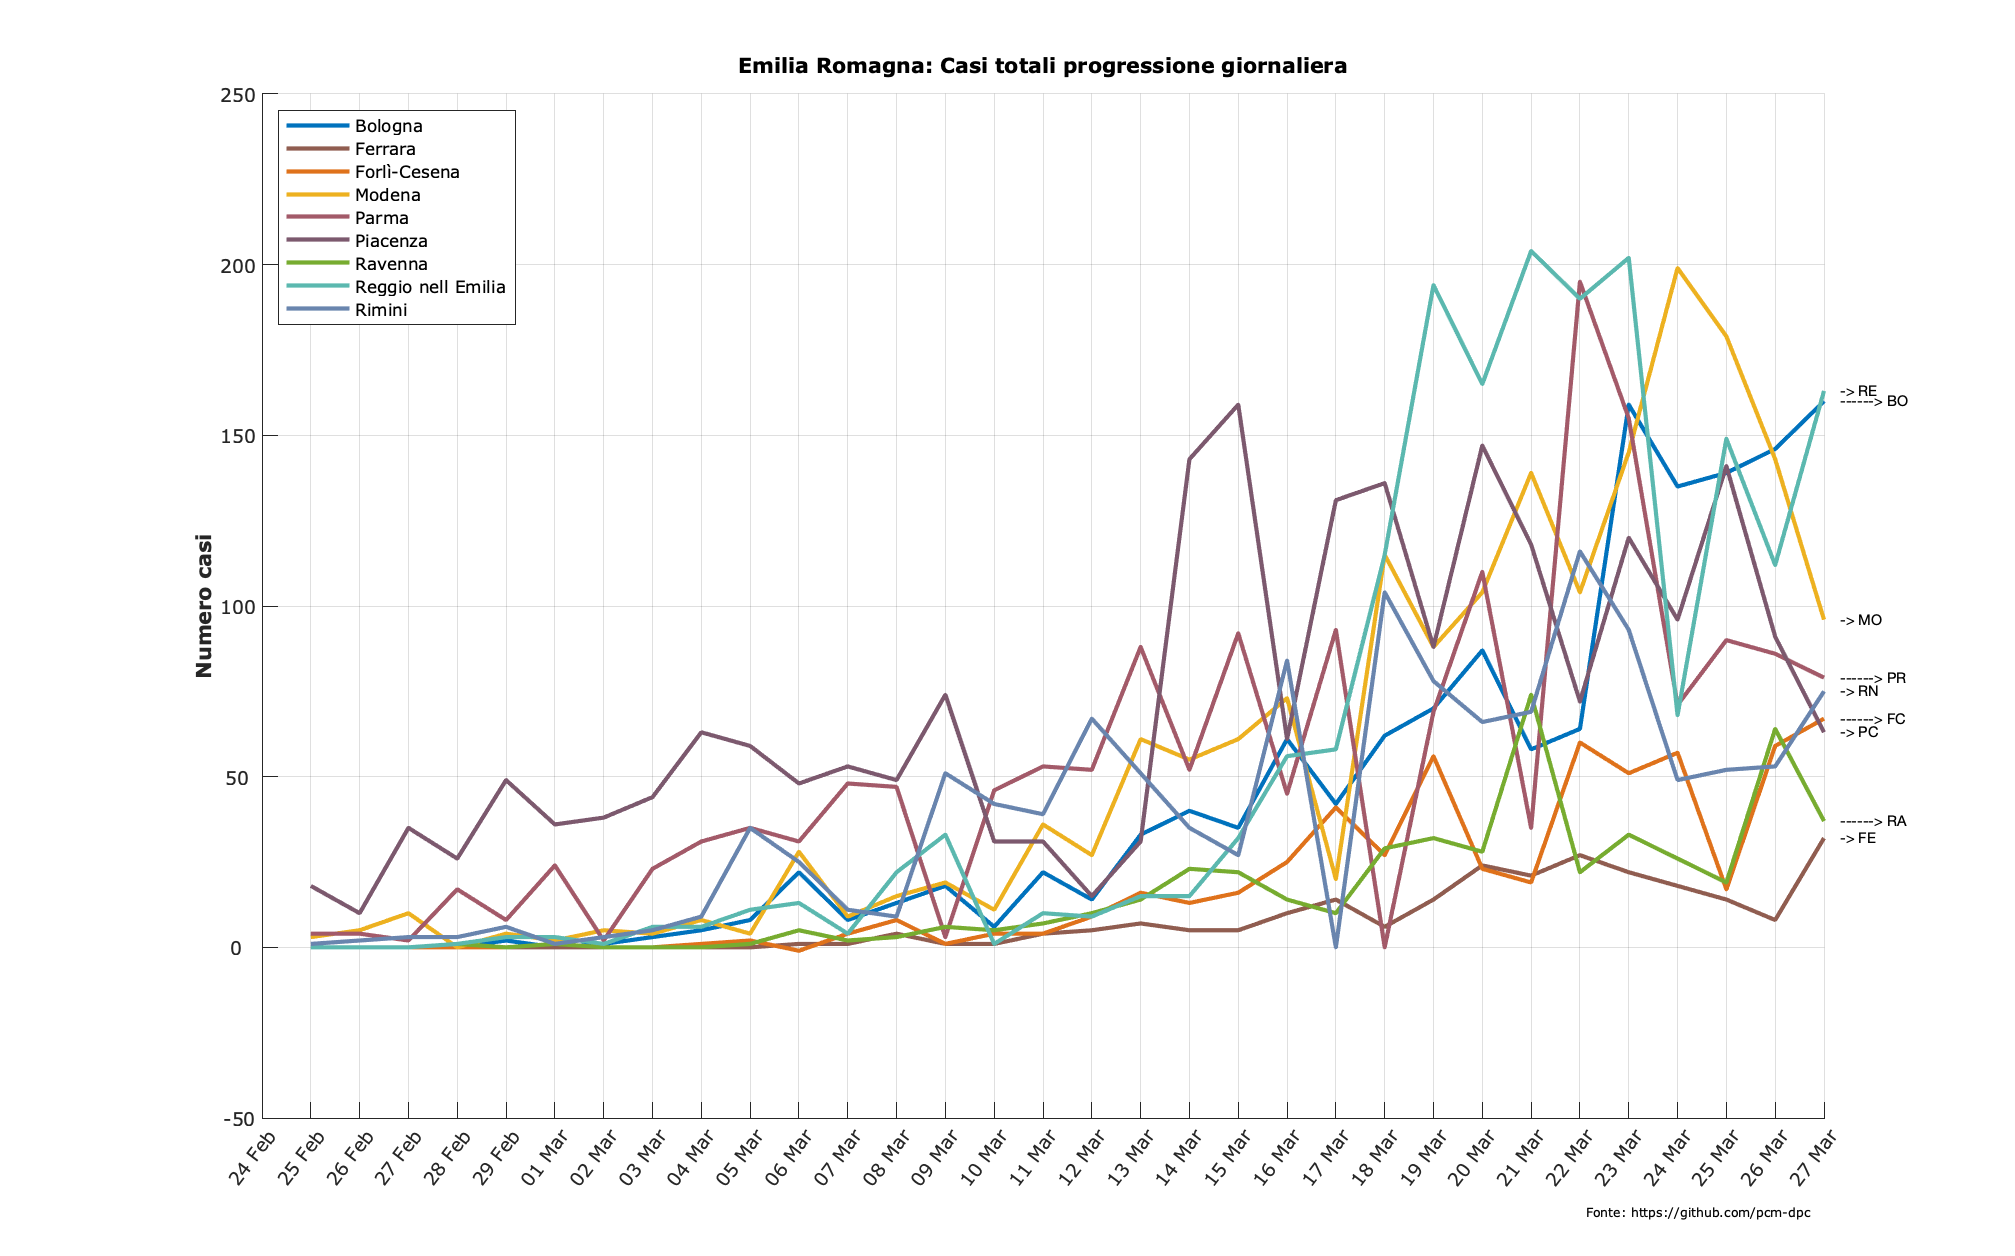 Emilia Romagna: Casi totali progressione giornaliera
250
200
150
100
50
0
-50
Numero casi
Bologna
Ferrara
Forlì-Cesena
Modena
Parma
Piacenza
Ravenna
Reggio nell Emilia
Rimini
-> RE
------> BO
-> MO
------> PR
-> RN
------> FC
-> PC
------> RA
-> FE
24 Feb
25 Feb
26 Feb
27 Feb
28 Feb
29 Feb
01 Mar
02 Mar
03 Mar
04 Mar
05 Mar
06 Mar
07 Mar
08 Mar
09 Mar
10 Mar
11 Mar
12 Mar
13 Mar
14 Mar
15 Mar
16 Mar
17 Mar
18 Mar
19 Mar
20 Mar
21 Mar
22 Mar
23 Mar
24 Mar
25 Mar
26 Mar
27 Mar
Fonte: https://github.com/pcm-dpc